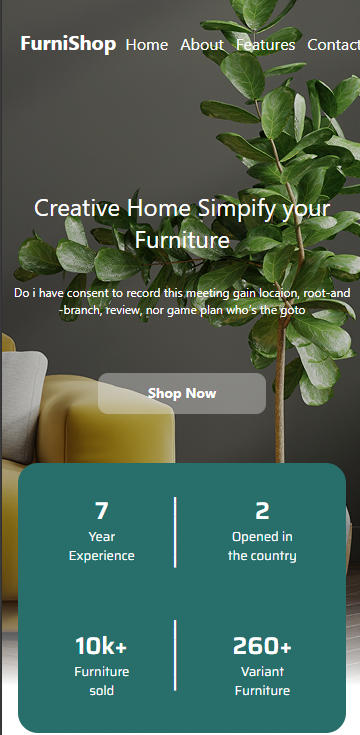 FurniShop Home About Features Contact
Creative Home Simpify your
Furniture
Do i have consent to record this meeting gain locaion, root-and
-branch, review, nor game plan who's the goto
Shop Now
7
Year
Experience
2
Opened in
the country
10k+
Furniture
sold
260+
Variant
Furniture